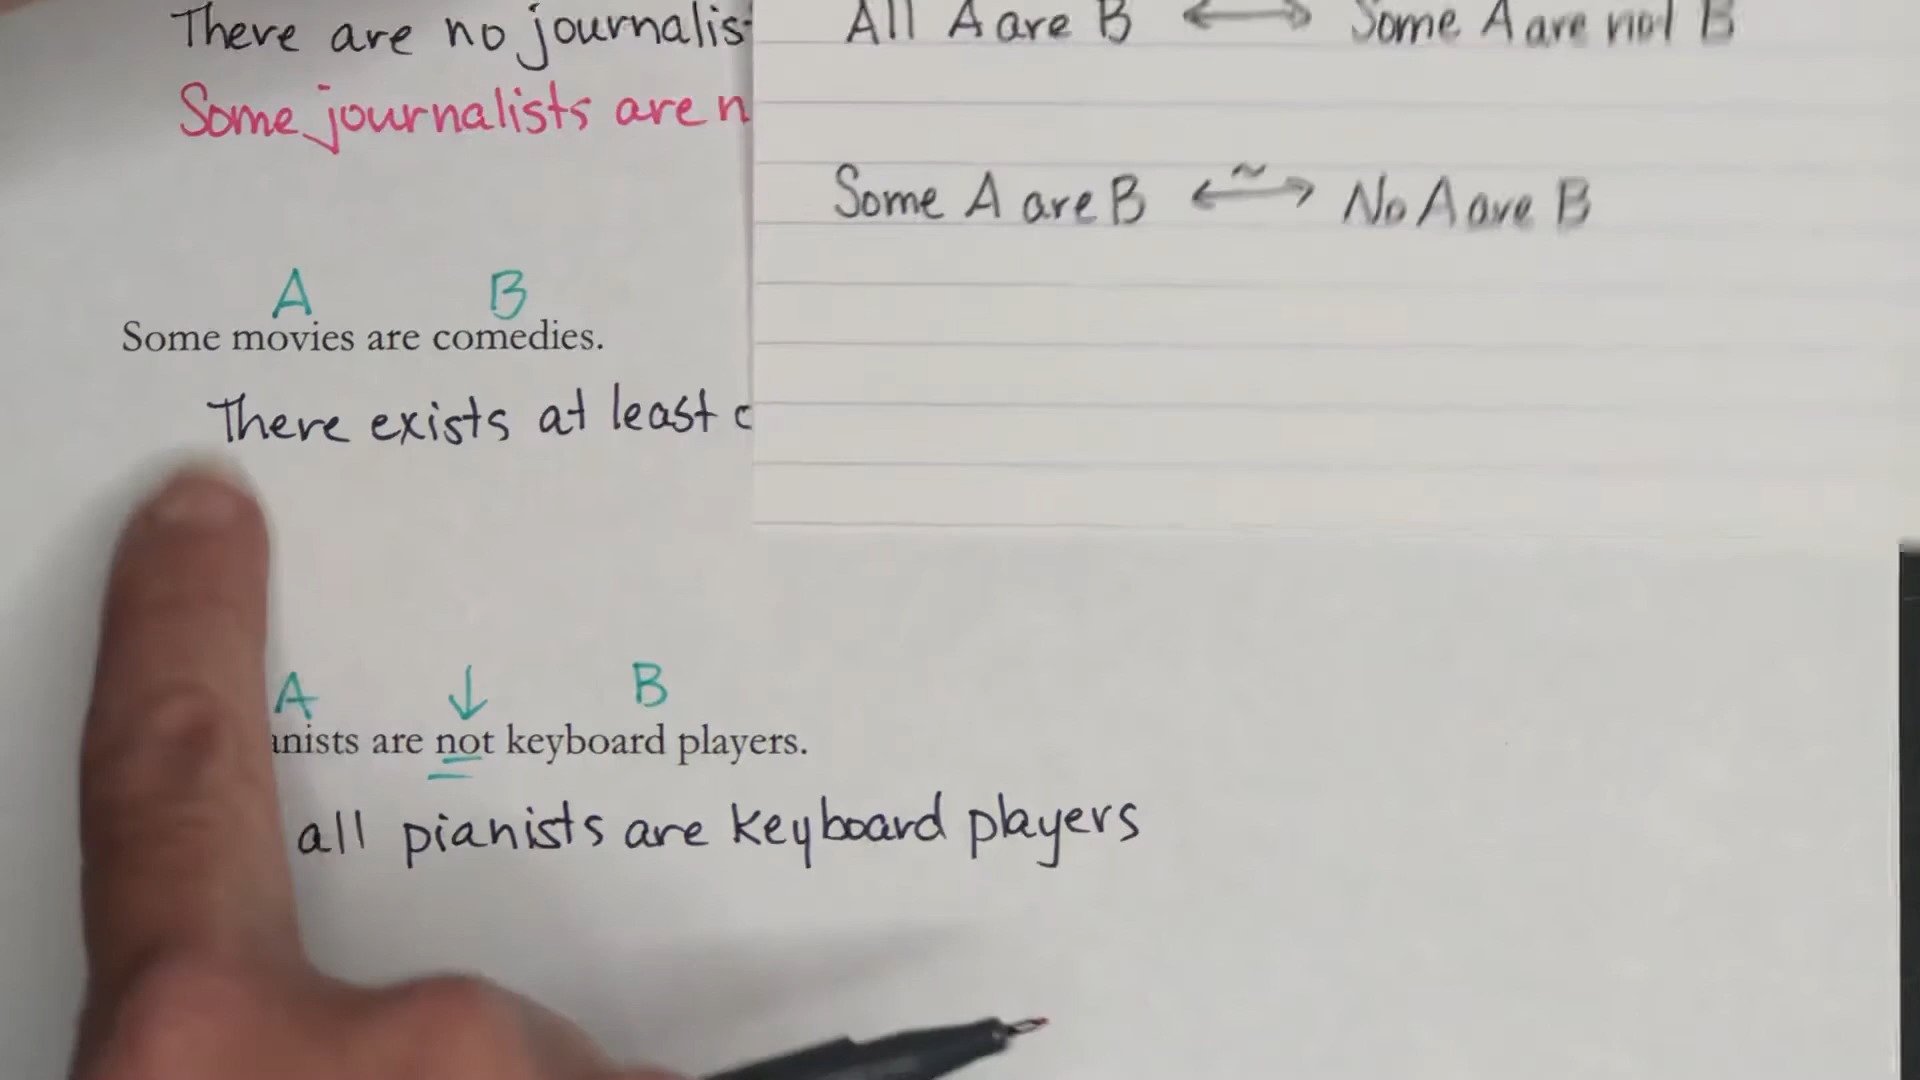 There are no journalis
Some journalists are n
All A are B ⟷ Some A are not B
Some A are B ⟷ ~ No A are B
A B
Some movies are comedies.
There exists at least
A ↓ B
nists are not keyboard players.
all pianists are keyboard players